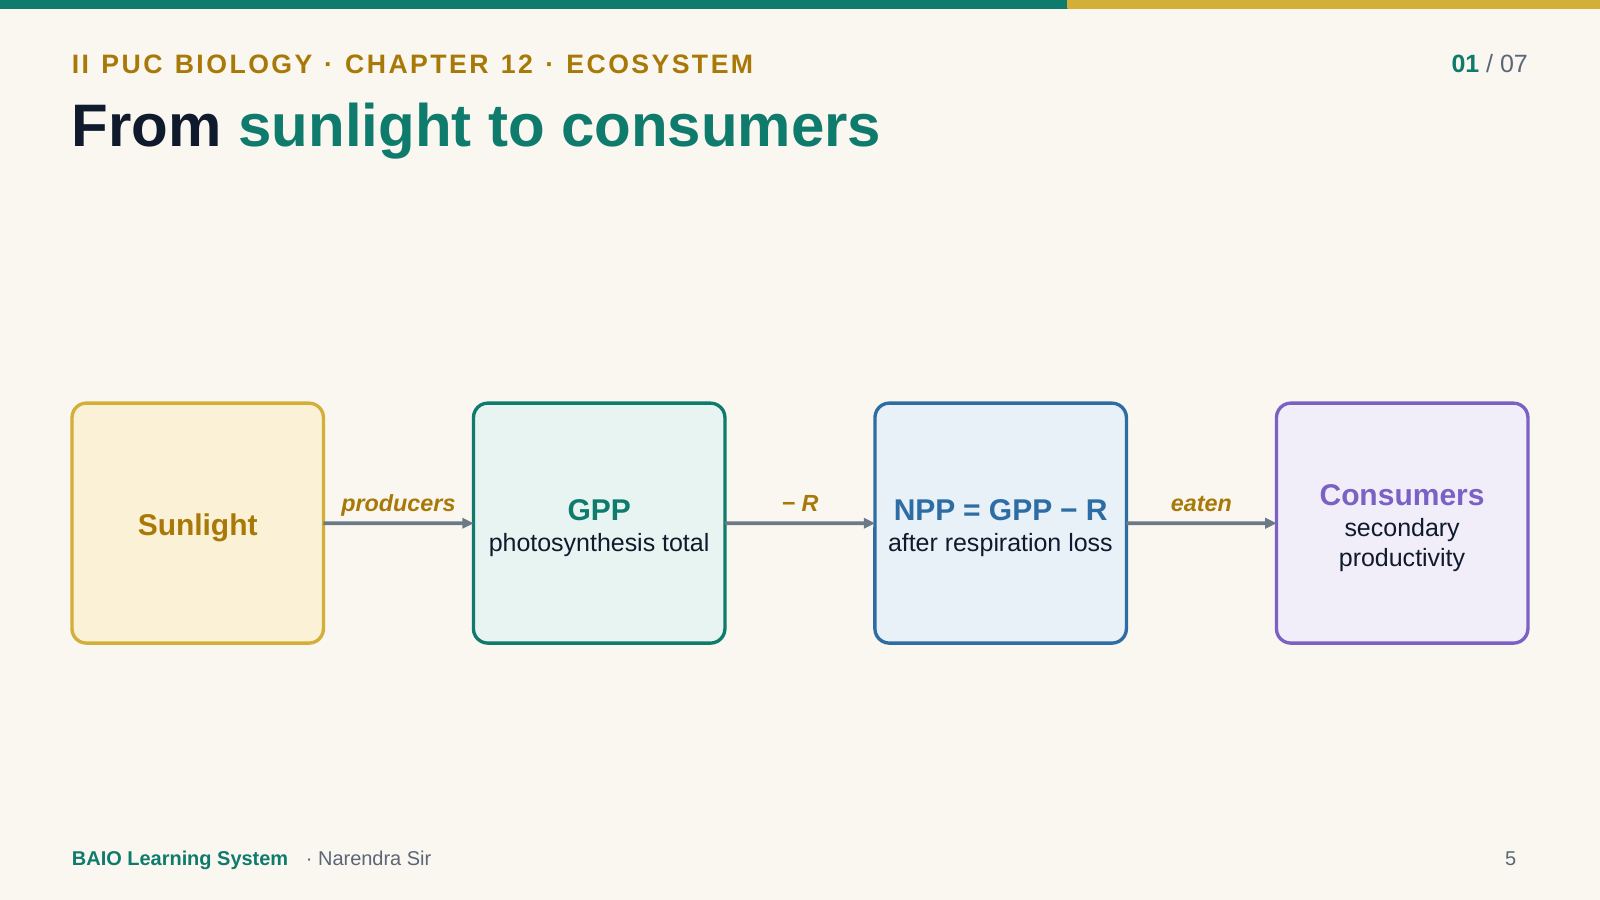 II PUC BIOLOGY · CHAPTER 12 · ECOSYSTEM
01 / 07
From sunlight to consumers
Sunlight
producers
GPP
photosynthesis total
− R
NPP = GPP − R
after respiration loss
eaten
Consumers
secondary
productivity
BAIO Learning System · Narendra Sir
5